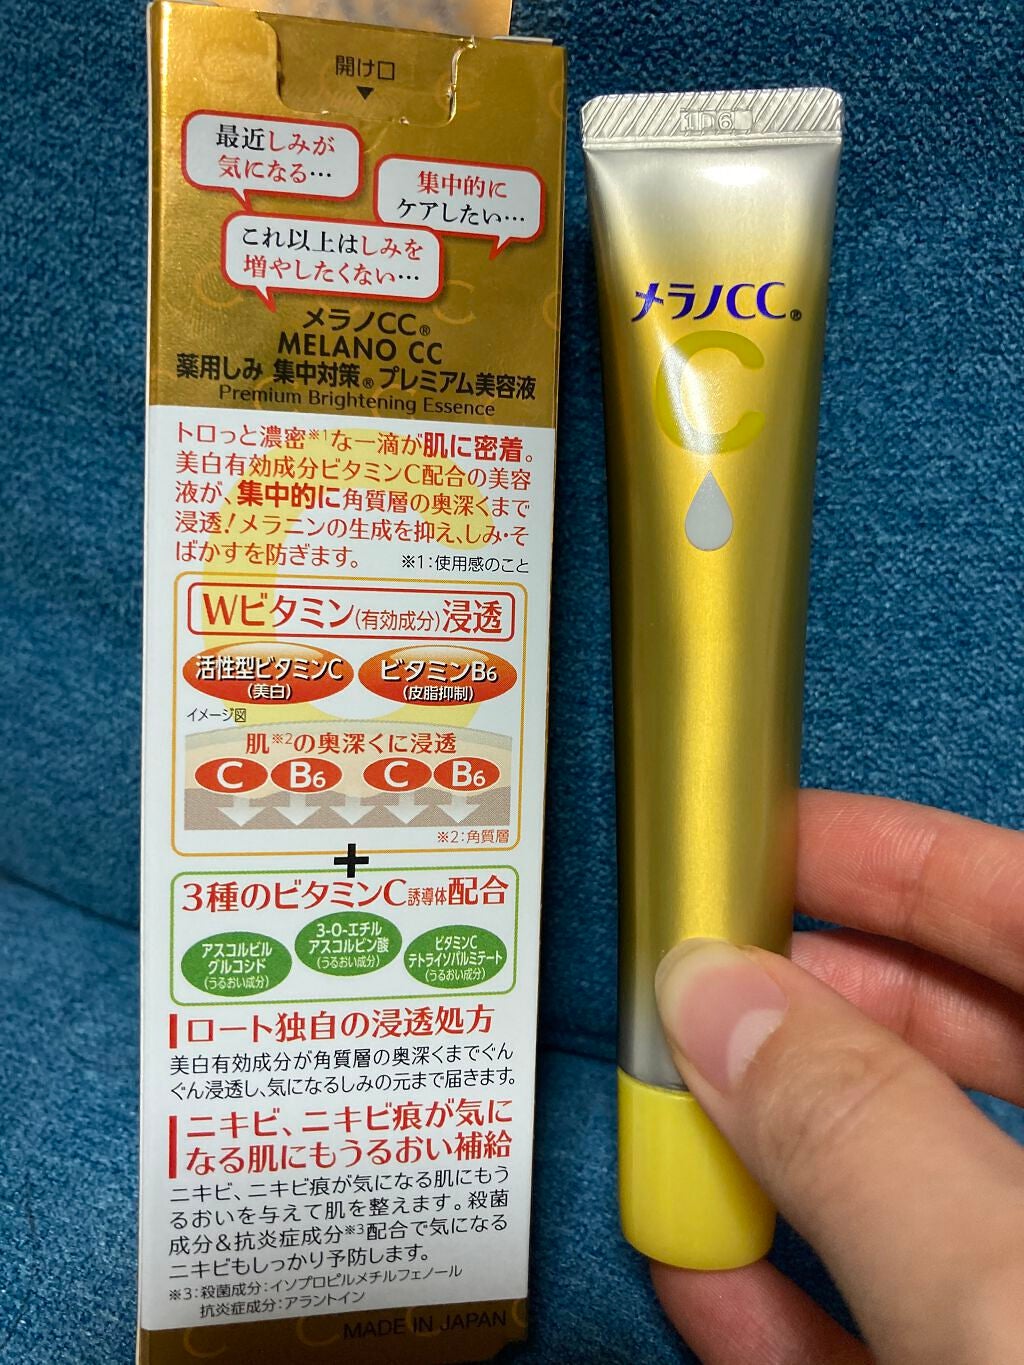 開け口
▼
最近しみが
気になる…
集中的に
ケアしたい…
これ以上はしみを
増やしたくない…
メラノCC®
MELANO CC
薬用しみ 集中対策® プレミアム美容液
Premium Brightening Essence
トロっと濃密※1な一滴が肌に密着。
美白有効成分ビタミンC配合の美容
液が、集中的に角質層の奥深くまで
浸透!メラニンの生成を抑え、しみ・そ
ばかすを防ぎます。 ※1:使用感のこと
Wビタミン(有効成分)浸透
活性型ビタミンC
(美白)
ビタミンB6
(皮脂抑制)
イメージ図
肌※2の奥深くに浸透
C B6 C B6
※2:角質層
+
3種のビタミンC誘導体配合
アスコルビル
グルコシド
(うるおい成分)
3-O-エチル
アスコルビン酸
(うるおい成分)
ビタミンC
テトライソパルミテート
(うるおい成分)
ロート独自の浸透処方
美白有効成分が角質層の奥深くまでぐん
ぐん浸透し、気になるしみの元まで届きます。
ニキビ、ニキビ痕が気に
なる肌にもうるおい補給
ニキビ、ニキビ痕が気になる肌にもう
るおいを与えて肌を整えます。殺菌
成分&抗炎症成分※3配合で気になる
ニキビもしっかり予防します。
※3:殺菌成分:イソプロピルメチルフェノール
抗炎症成分:アラントイン
MADE IN JAPAN
1D6
メラノCC®
C